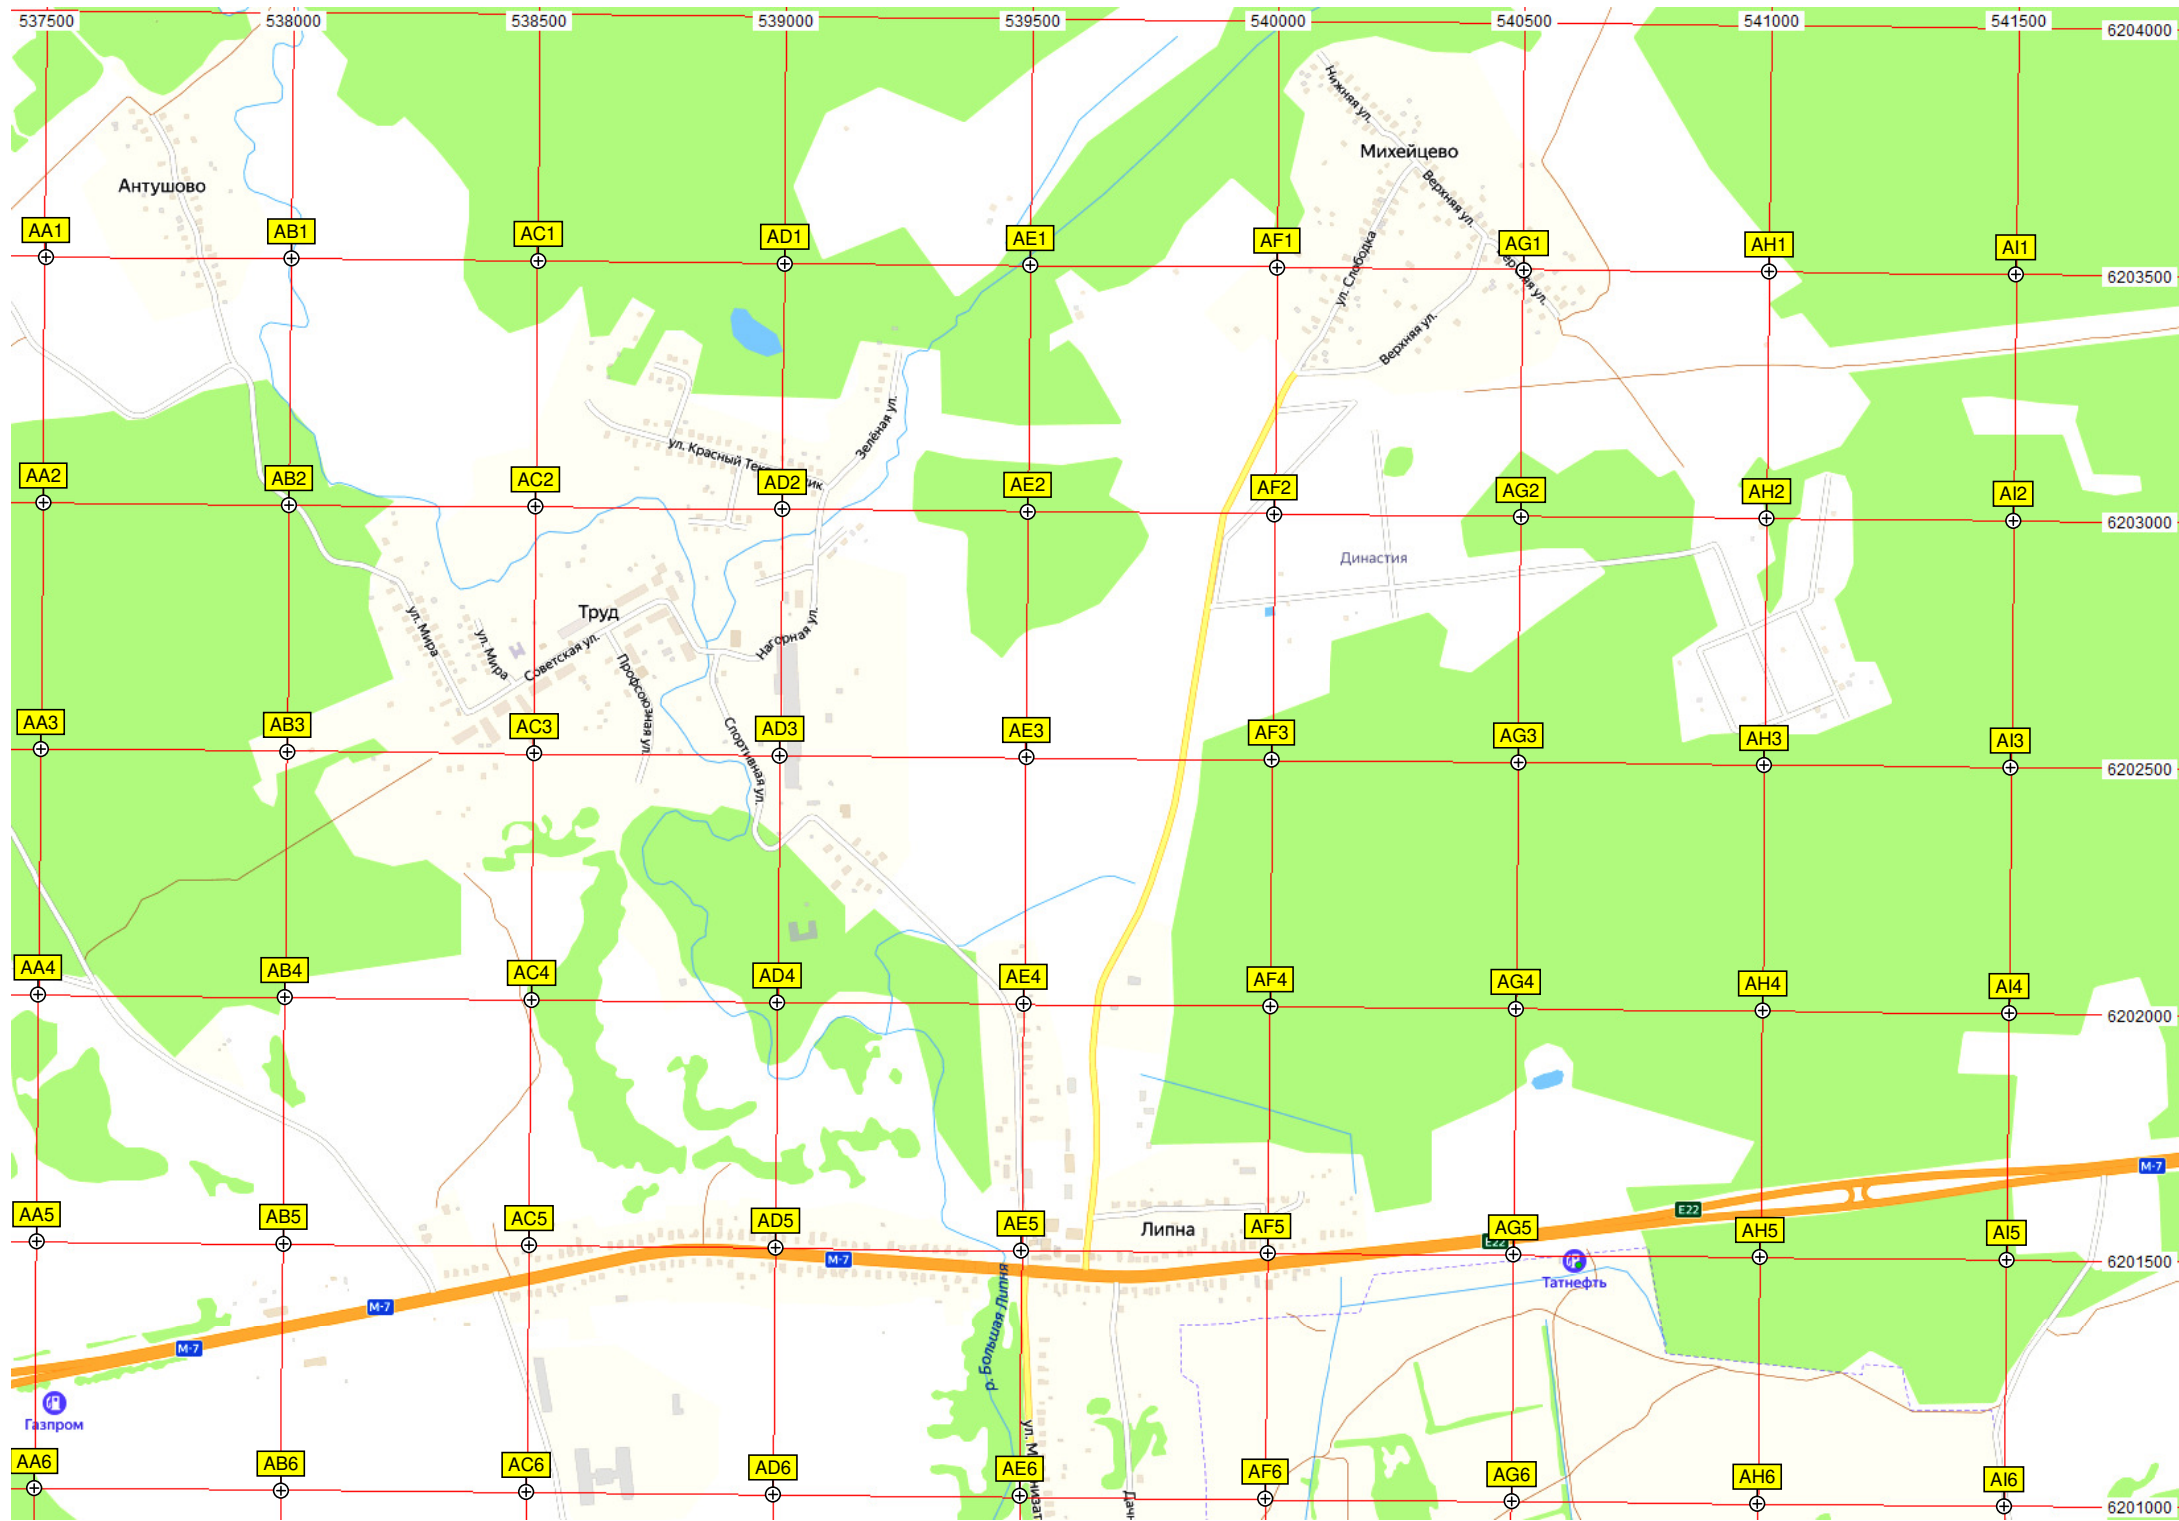 537500 538000 538500 539000 539500 540000 540500 541000 541500
6204000
Нижняя ул.
Михейцево
Антушово
Верхняя ул.
AA1 AB1 AC1 AD1 AE1 AF1 AG1 AH1 AI1
ул. Слободка
Верхняя ул.
6203500
Верхняя ул.
Зелёная ул.
ул. Красный
AA2 AB2 AC2 AD2 AE2 AF2 AG2 AH2 AI2
6203000
Династия
Труд
ул. Мира
ул. Мира
Советская ул.
Нагорная ул.
Профсоюзная ул.
Спортивная ул.
AA3 AB3 AC3 AD3 AE3 AF3 AG3 AH3 AI3
6202500
AA4 AB4 AC4 AD4 AE4 AF4 AG4 AH4 AI4
6202000
M-7
E22
AA5 AB5 AC5 AD5 AE5 AF5 AG5 AH5 AI5
Липна
E22
M-7
6201500
Татнефть
M-7
M-7
р. Большая Липня
Газпром
AA6 AB6 AC6 AD6 AE6 AF6 AG6 AH6 AI6
ул.
6201000